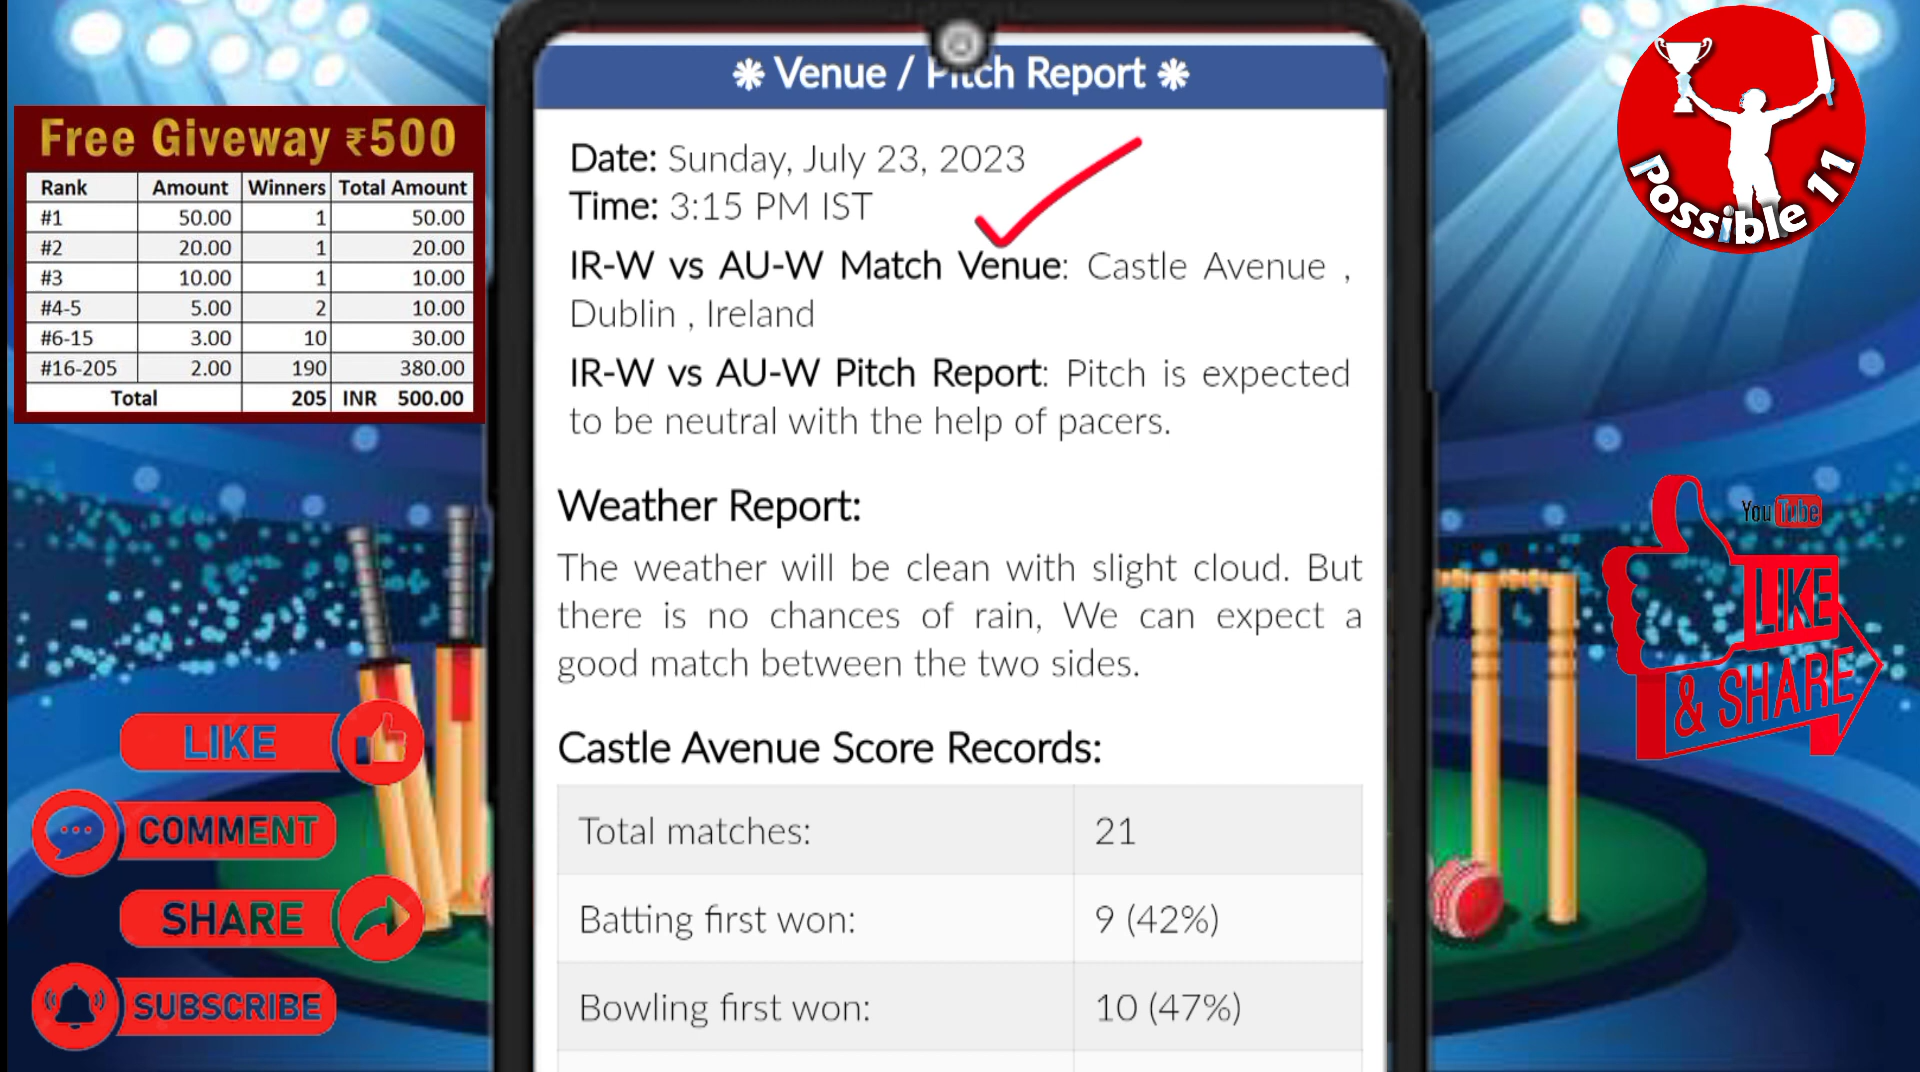 Free Giveway ₹500
Rank Amount Winners Total Amount
#1 50.00 1 50.00
#2 20.00 1 20.00
#3 10.00 1 10.00
#4-5 5.00 2 10.00
#6-15 3.00 10 30.00
#16-205 2.00 190 380.00
Total 205 INR 500.00
LIKE
COMMENT
SHARE
SUBSCRIBE
Venue / Pitch Report
Date: Sunday, July 23, 2023
Time: 3:15 PM IST
IR-W vs AU-W Match Venue: Castle Avenue ,
Dublin , Ireland
IR-W vs AU-W Pitch Report: Pitch is expected
to be neutral with the help of pacers.
Weather Report:
The weather will be clean with slight cloud. But
there is no chances of rain, We can expect a
good match between the two sides.
Castle Avenue Score Records:
Total matches: 21
Batting first won: 9 (42%)
Bowling first won: 10 (47%)
Possible 11
YouTube
LIKE
& SHARE